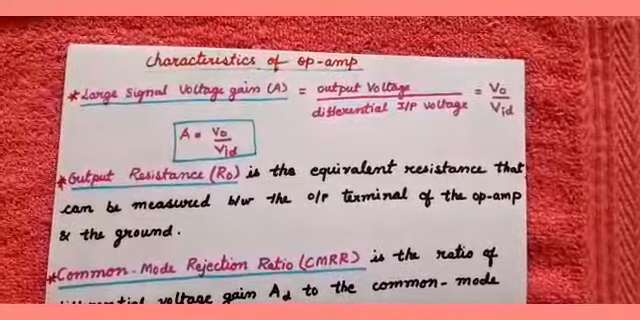 characteristics of op-amp
*Large signal voltage gain (A) = output voltage / differential I/P voltage = Vo / Vid
A = Vo / Vid
*Output Resistance (Ro) is the equivalent resistance that
can be measured b/w the O/P terminal of the op-amp
& the ground.
*Common-Mode Rejection Ratio (CMRR) is the ratio of
differential voltage gain Ad to the common-mode